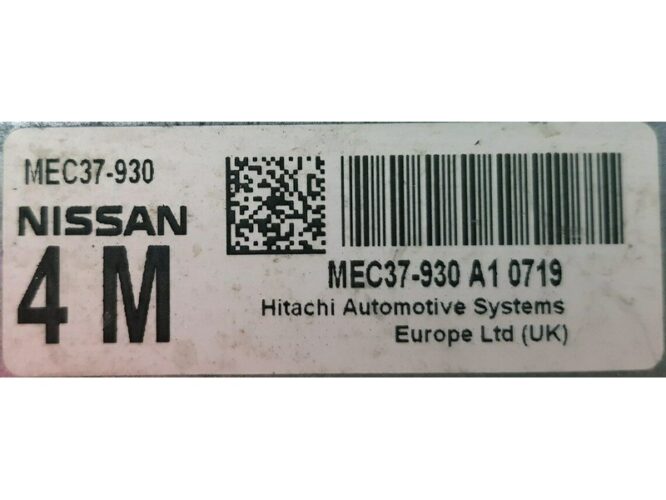 MEC37-930
NISSAN
4 M
MEC37-930 A1 0719
Hitachi Automotive Systems
Europe Ltd (UK)